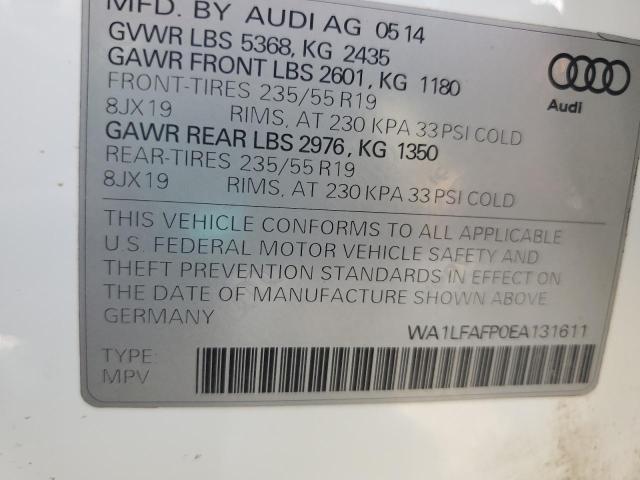 MFD. BY AUDI AG 0514
GVWR LBS 5368, KG 2435
GAWR FRONT LBS 2601, KG 1180
FRONT-TIRES 235/55 R19
8JX19 RIMS, AT 230 KPA 33 PSI COLD
GAWR REAR LBS 2976, KG 1350
REAR-TIRES 235/55 R19
8JX19 RIMS, AT 230 KPA 33 PSI COLD
Audi
THIS VEHICLE CONFORMS TO ALL APPLICABLE
U.S. FEDERAL MOTOR VEHICLE SAFETY AND
THEFT PREVENTION STANDARDS IN EFFECT ON
THE DATE OF MANUFACTURE SHOWN ABOVE.
GERMANY
WA1LFAFP0EA131611
TYPE:
MPV